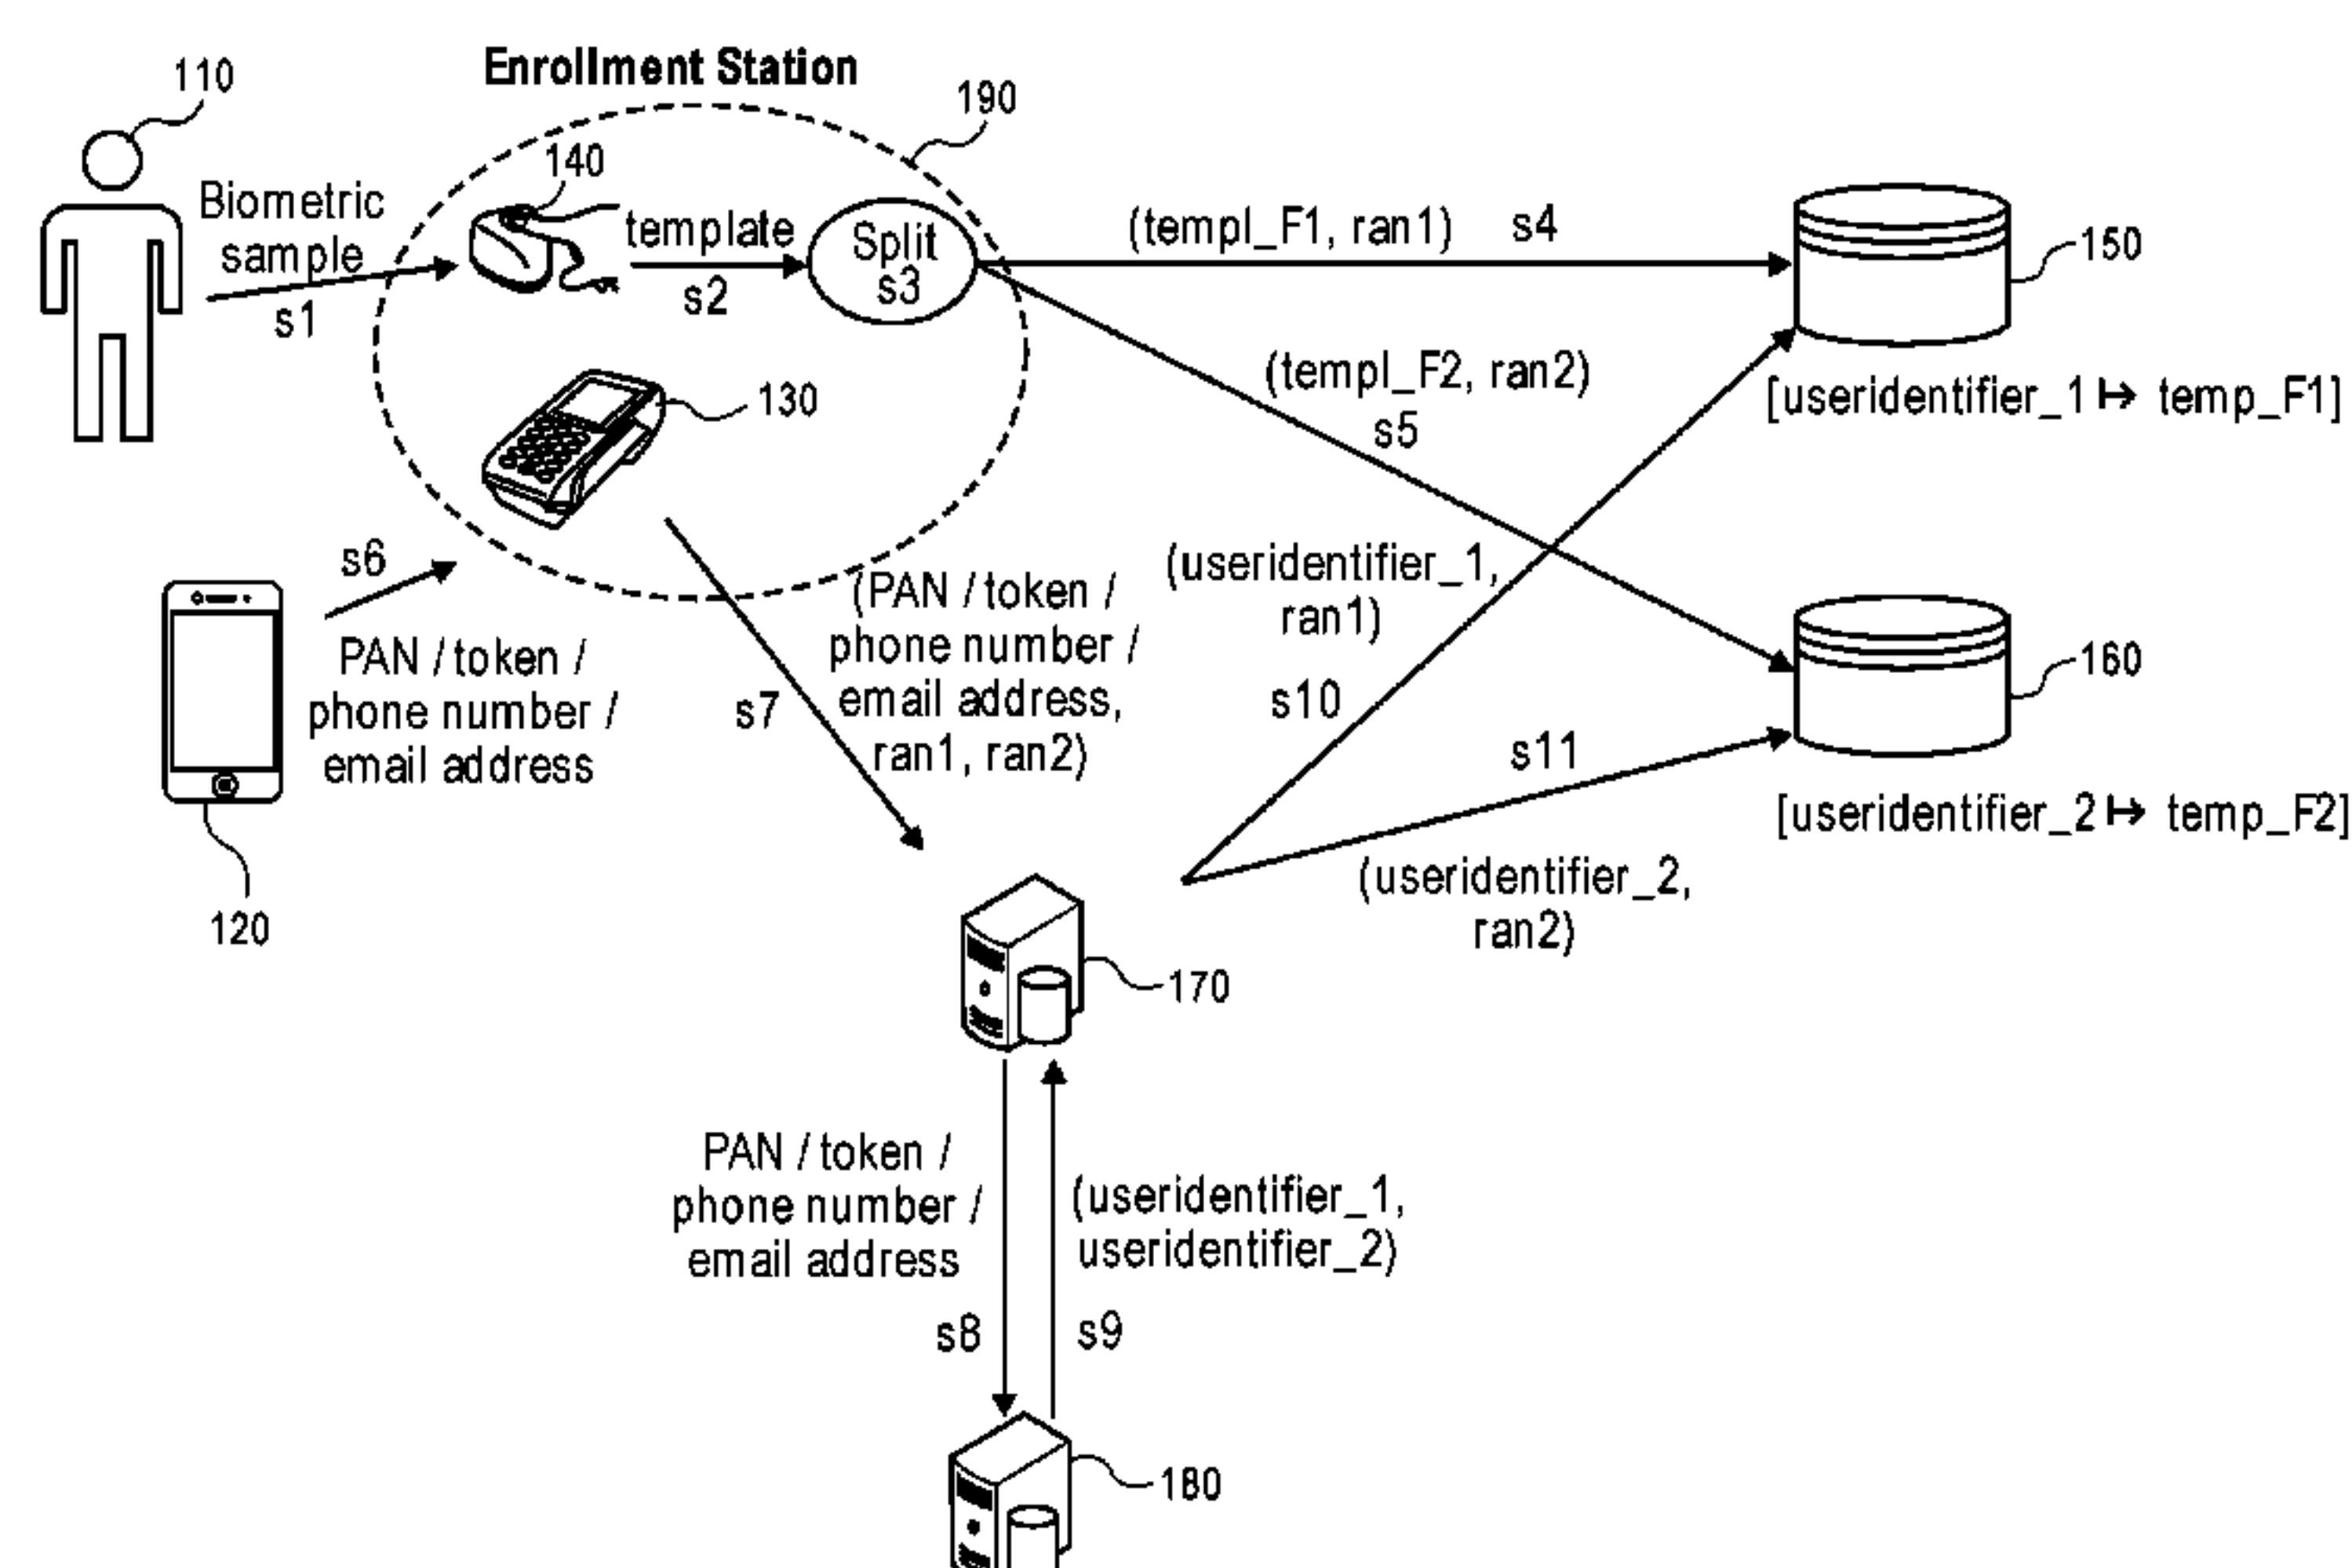 Enrollment Station
110
190
140
Biometric
sample
s1
template
s2
Split
s3
(templ_F1, ran1) s4
150
(templ_F2, ran2)
s5
[useridentifier_1 ↦ temp_F1]
130
s6
PAN / token /
phone number /
email address
120
s7
(PAN / token /
phone number /
email address,
ran1, ran2)
(useridentifier_1,
ran1)
s10
160
s11
[useridentifier_2 ↦ temp_F2]
(useridentifier_2,
ran2)
170
PAN / token /
phone number /
email address
s8
(useridentifier_1,
useridentifier_2)
s9
180